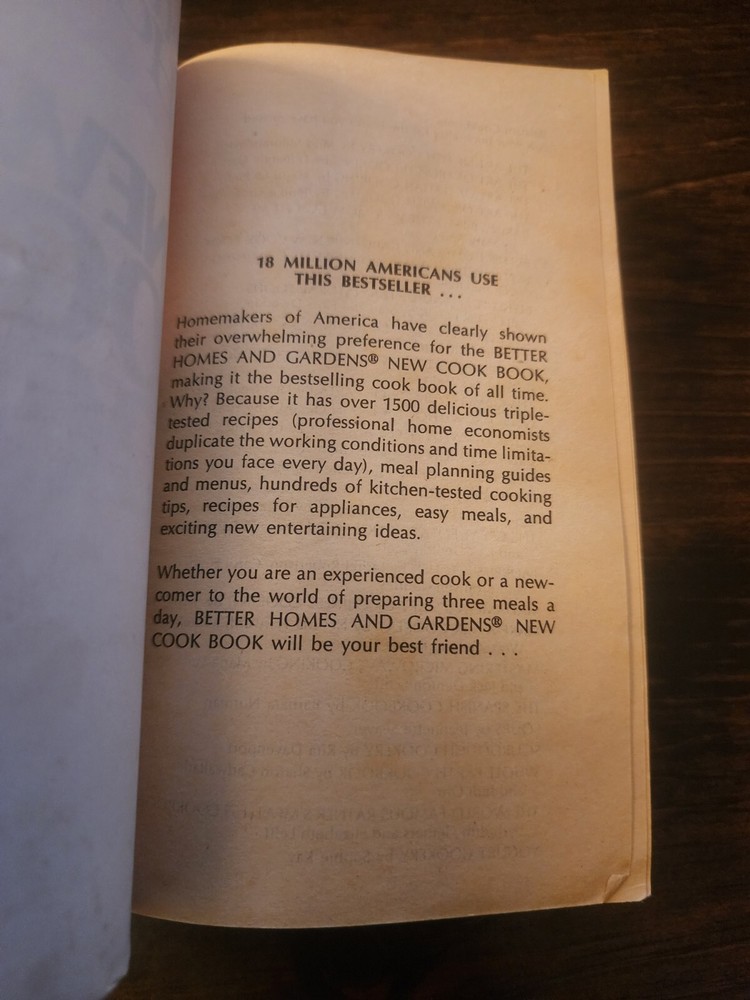 18 MILLION AMERICANS USE
THIS BESTSELLER ...
Homemakers of America have clearly shown
their overwhelming preference for the BETTER
HOMES AND GARDENS® NEW COOK BOOK,
making it the bestselling cook book of all time.
Why? Because it has over 1500 delicious triple-
tested recipes (professional home economists
duplicate the working conditions and time limita-
tions you face every day), meal planning guides
and menus, hundreds of kitchen-tested cooking
tips, recipes for appliances, easy meals, and
exciting new entertaining ideas.
Whether you are an experienced cook or a new-
comer to the world of preparing three meals a
day, BETTER HOMES AND GARDENS® NEW
COOK BOOK will be your best friend ...